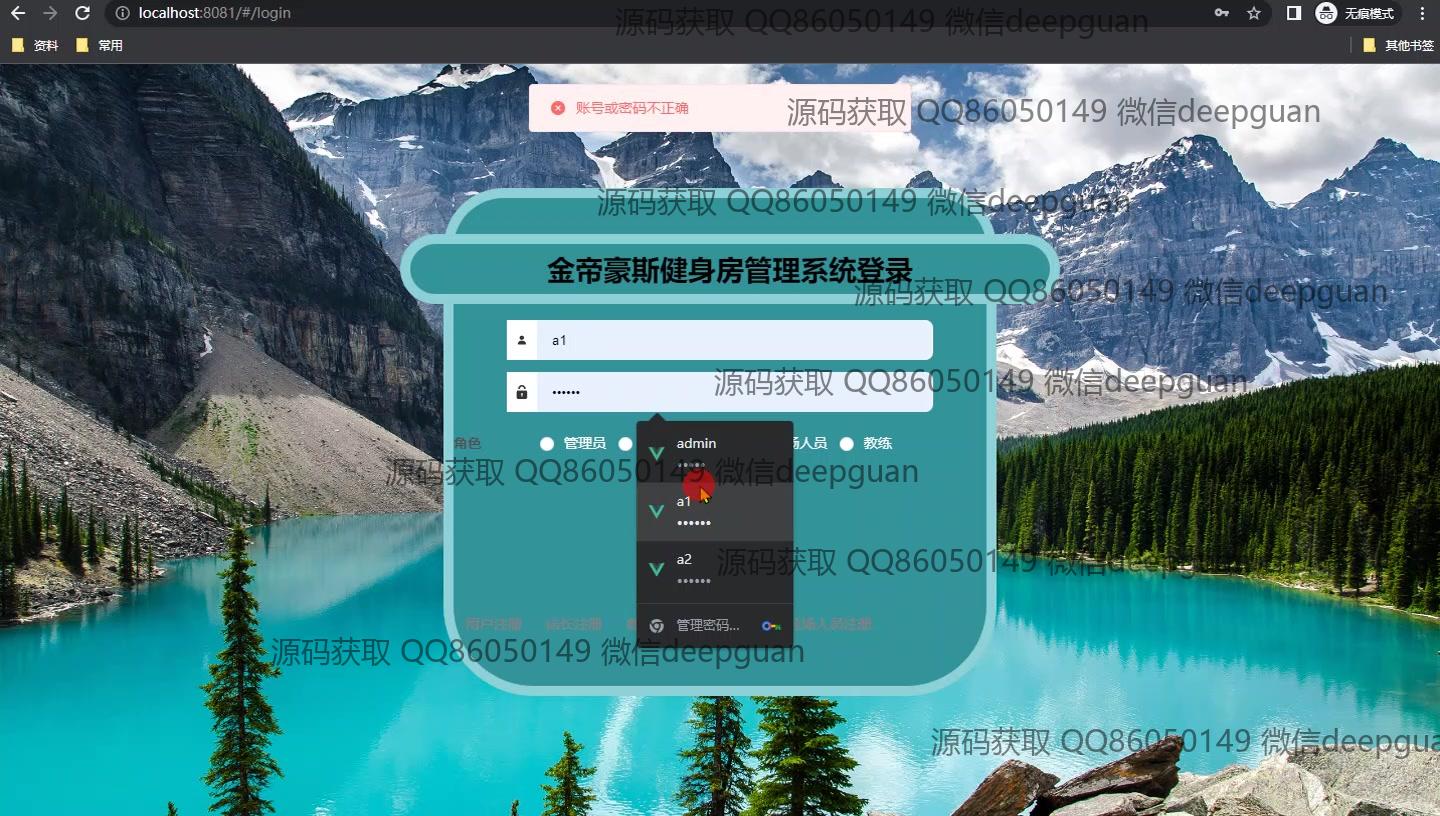 localhost:8081/#/login
无痕模式
资料
常用
其他书签
源码获取 QQ86050149 微信deepguan
账号或密码不正确
源码获取 QQ86050149 微信deepguan
源码获取 QQ86050149 微信deepguan
金帝豪斯健身房管理系统登录
源码获取 QQ86050149 微信deepguan
a1
••••••
源码获取 QQ86050149 微信deepguan
角色
管理员
场人员
教练
admin
•••••
源码获取 QQ86050149 微信deepguan
a1
••••••
a2
••••••
源码获取 QQ86050149 微信deepguan
用户注册
店长注册
管理密码...
场人员注册
源码获取 QQ86050149 微信deepguan
源码获取 QQ86050149 微信deepgua